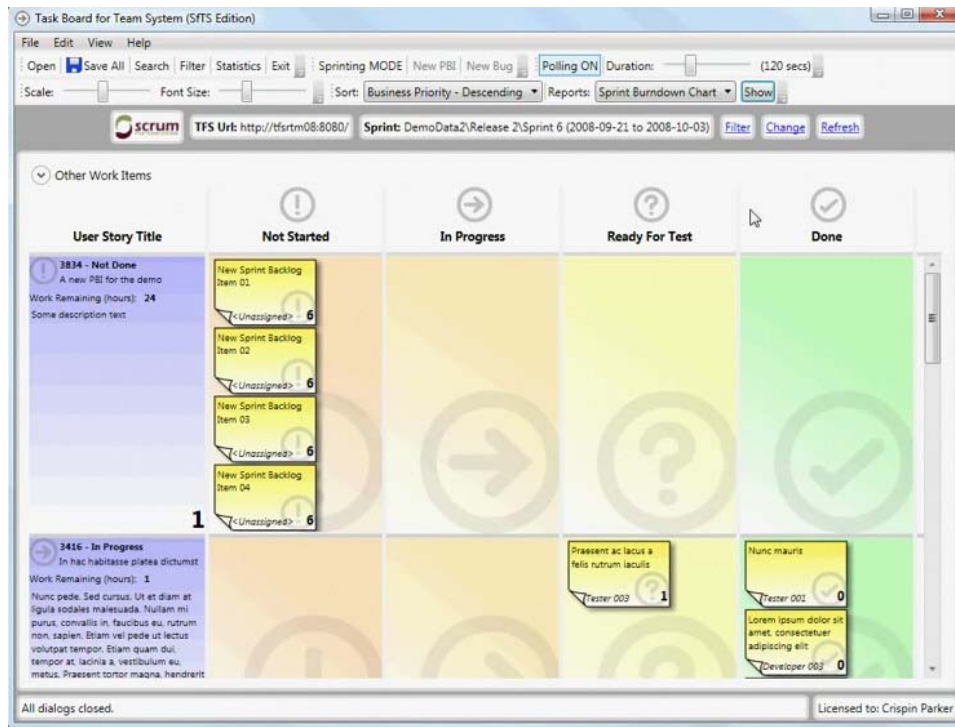 Task Board for Team System (SfTS Edition)
File Edit View Help
Open Save All Search Filter Statistics Exit Sprinting MODE New PBI New Bug Polling ON Duration: (120 secs)
Scale: Font Size: Sort: Business Priority - Descending Reports: Sprint Burndown Chart Show
scrum TFS Url: http://tfsrtm08:8080/ Sprint: DemoData2\Release 2\Sprint 6 (2008-09-21 to 2008-10-03) Filter Change Refresh
Other Work Items
User Story Title Not Started In Progress Ready For Test Done
3834 - Not Done
A new PBI for the demo
Work Remaining (hours): 24
Some description text
1
New Sprint Backlog
Item 01
<Unassigned> - 6
New Sprint Backlog
Item 02
<Unassigned> - 6
New Sprint Backlog
Item 03
<Unassigned> - 6
New Sprint Backlog
Item 04
<Unassigned> - 6
3416 - In Progress
In hac habitasse platea dictumst
Work Remaining (hours): 1
Nunc pede. Sed cursus. Ut et diam at
ligula sodales malesuada. Nullam mi
purus, convallis in, faucibus eu, rutrum
non, sapien. Etiam vel pede ut lectus
volutpat tempor. Etiam quam dui,
tempor at, lacinia a, vestibulum eu,
metus. Praesent tortor magna, hendrerit
Praesent ac lacus a
felis rutrum iaculis
Tester 003 1
Nunc mauris
Tester 001 0
Lorem ipsum dolor sit
amet, consectetuer
adipiscing elit
Developer 003 0
All dialogs closed.
Licensed to: Crispin Parker